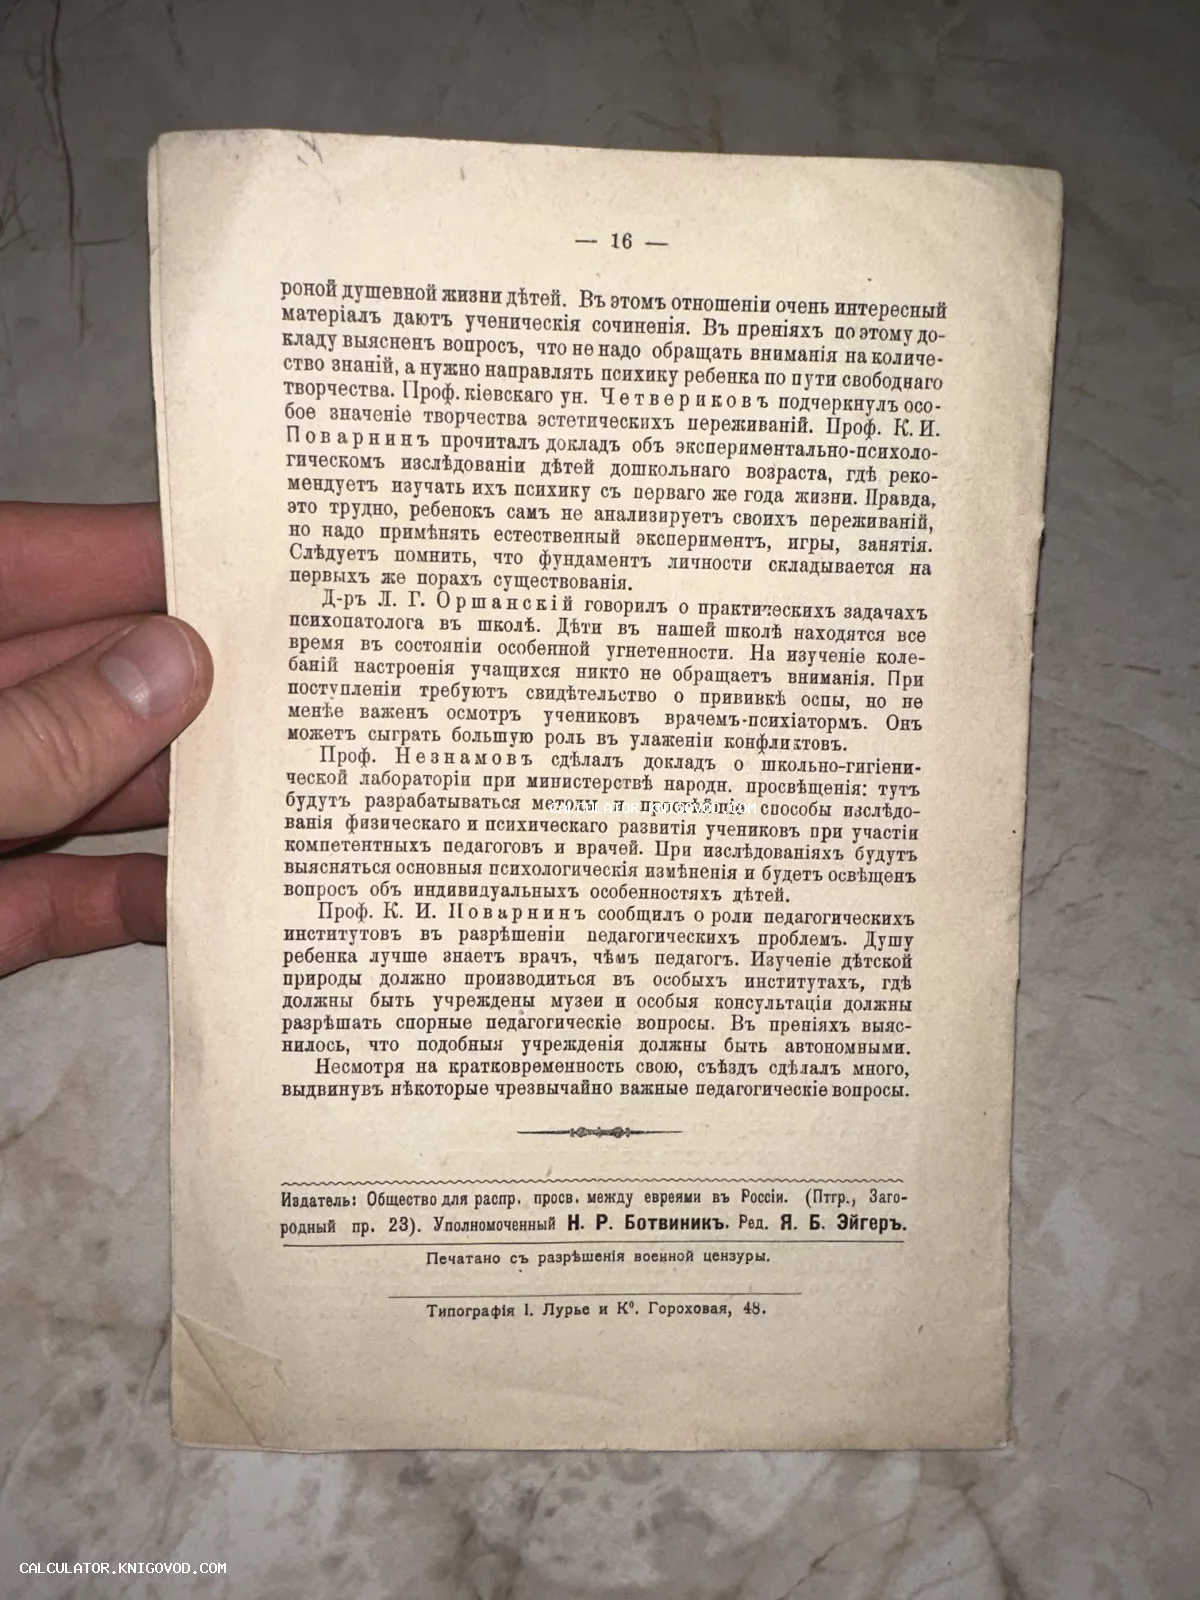 — 16 —
роной душевной жизни дѣтей. Въ этомъ отношеніи очень интересный
матеріалъ даютъ ученическія сочиненія. Въ преніяхъ по этому до-
кладу выясненъ вопросъ, что не надо обращать вниманія на количе-
ство знаній, а нужно направлять психику ребенка по пути свободнаго
творчества. Проф. кіевскаго ун. Четвериковъ подчеркнулъ осо-
бое значеніе творчества эстетическихъ переживаній. Проф. К. И.
Поварнинъ прочиталъ докладъ объ экспериментально-психоло-
гическомъ изслѣдованіи дѣтей дошкольнаго возраста, гдѣ реко-
мендуетъ изучать ихъ психику съ перваго же года жизни. Правда,
это трудно, ребенокъ самъ не анализируетъ своихъ переживаній,
но надо примѣнять естественный экспериментъ, игры, занятія.
Слѣдуетъ помнить, что фундаментъ личности складывается на
первыхъ же порахъ существованія.
Д-ръ Л. Г. Оршанскій говорилъ о практическихъ задачахъ
психопатолога въ школѣ. Дѣти въ нашей школѣ находятся все
время въ состояніи особенной угнетенности. На изученіе коле-
баній настроенія учащихся никто не обращаетъ вниманія. При
поступленіи требуютъ свидѣтельство о прививкѣ оспы, но не
менѣе важенъ осмотръ учениковъ врачемъ-психіатормъ. Онъ
можетъ сыграть большую роль въ улаженіи конфликтовъ.
Проф. Незнамовъ сдѣлалъ докладъ о школьно-гигіени-
ческой лабораторіи при министерствѣ народн. просвѣщенія: тутъ
будутъ разрабатываться методы и способы изслѣдо-
ванія физическаго и психическаго развитія учениковъ при участіи
компетентныхъ педагоговъ и врачей. При изслѣдованіяхъ будутъ
выясняться основныя психологическія измѣненія и будетъ освѣщенъ
вопросъ объ индивидуальныхъ особенностяхъ дѣтей.
Проф. К. И. Поварнинъ сообщилъ о роли педагогическихъ
институтовъ въ разрѣшеніи педагогическихъ проблемъ. Душу
ребенка лучше знаетъ врачъ, чѣмъ педагогъ. Изученіе дѣтской
природы должно производиться въ особыхъ институтахъ, гдѣ
должны быть учреждены музеи и особыя консультаціи должны
разрѣшать спорные педагогическіе вопросы. Въ преніяхъ выяс-
нилось, что подобныя учрежденія должны быть автономными.
Несмотря на кратковременность свою, съѣздъ сдѣлалъ много,
выдвинувъ нѣкоторые чрезвычайно важные педагогическіе вопросы.
Издатель: Общество для распр. просв. между евреями въ Россіи. (Птгр., Заго-
родный пр. 23). Уполномоченный Н. Р. Ботвиникъ. Ред. Я. Б. Эйгеръ.
Печатано съ разрѣшенія военной цензуры.
Типографія І. Лурье и К°. Гороховая, 48.
CALCULATOR.KNIGOVOD.COM
CALCULATOR.KNIGOVOD.COM